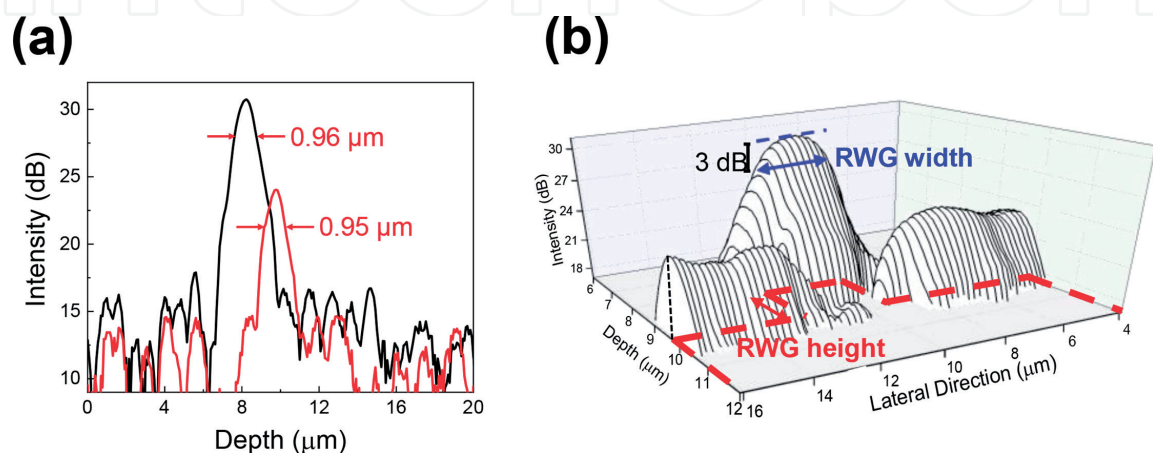 (a)
(b)
30
25
20
15
10
0
4
8
12
16
20
Intensity (dB)
Depth (μm)
0.96 μm
0.95 μm
30
27
24
21
18
Intensity (dB)
3 dB
RWG width
RWG height
6
7
8
9
10
11
12
Depth (μm)
16
14
12
10
8
6
4
Lateral Direction (μm)